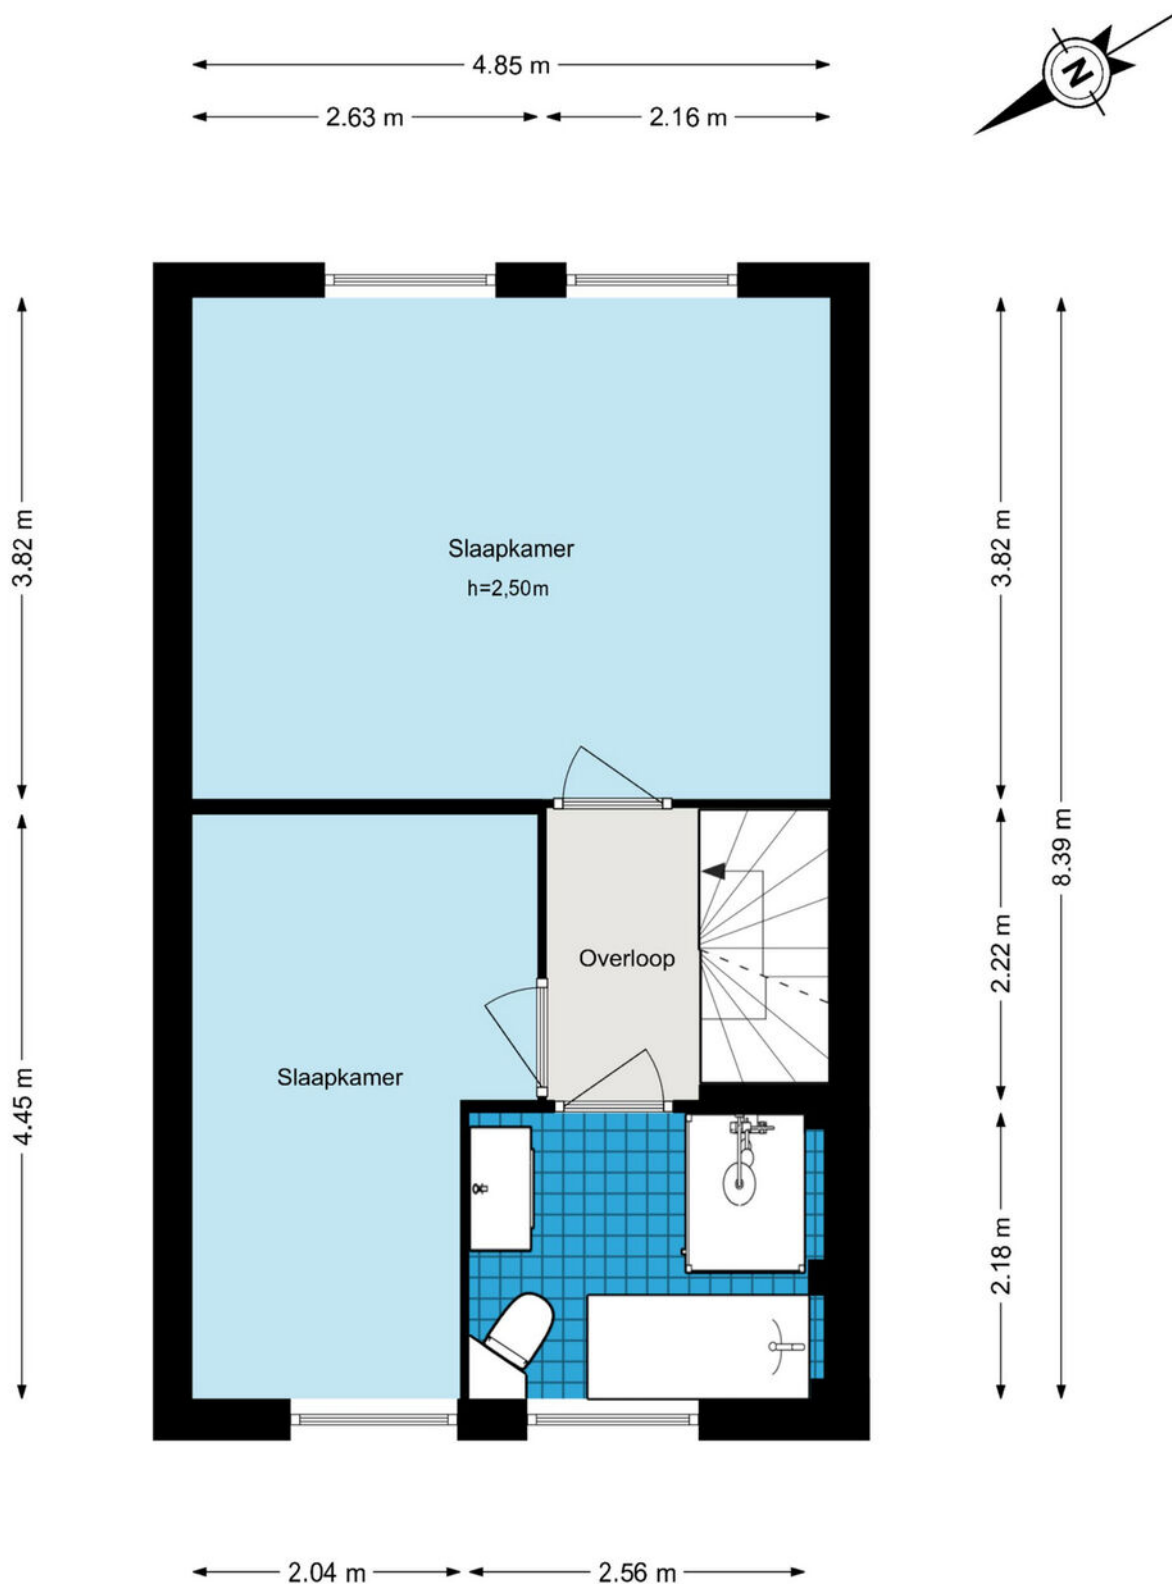 4.85 m
2.63 m
2.16 m
N
3.82 m
3.82 m
Slaapkamer
h=2,50m
8.39 m
2.22 m
Overloop
Slaapkamer
4.45 m
2.18 m
2.04 m
2.56 m